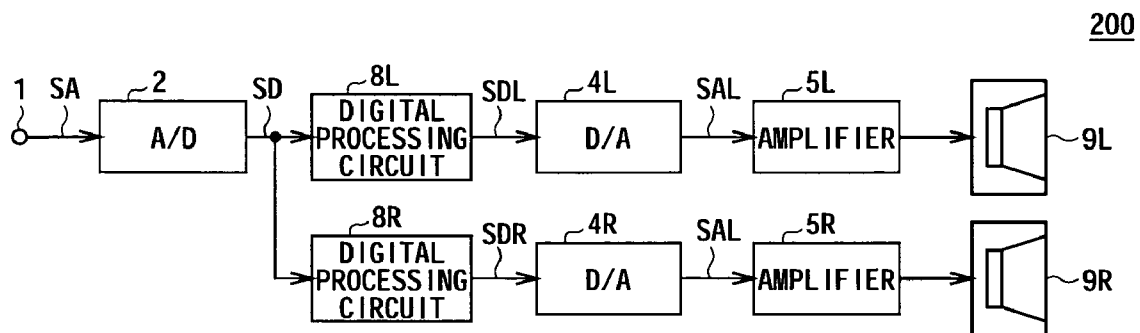 200
1
SA
2
A/D
SD
8L
DIGITAL
PROCESSING
CIRCUIT
SDL
4L
D/A
SAL
5L
AMPLIFIER
9L
8R
DIGITAL
PROCESSING
CIRCUIT
SDR
4R
D/A
SAL
5R
AMPLIFIER
9R